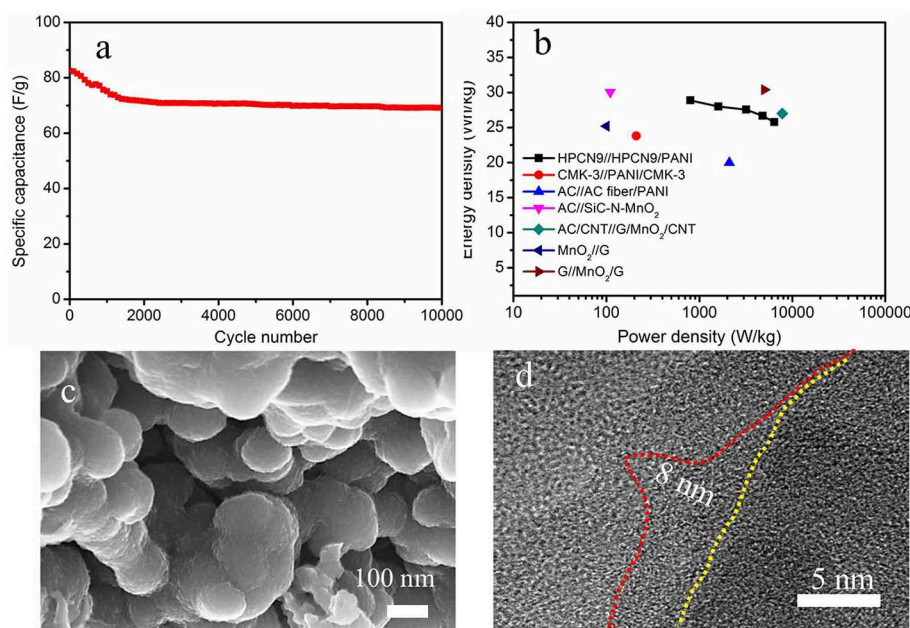 a
Specific capacitance (F/g)
100
80
60
40
20
0
0 2000 4000 6000 8000 10000
Cycle number
b
Energy density (Wh/kg)
40
35
30
25
20
15
10
5
HPCN9//HPCN9/PANI
CMK-3//PANI/CMK-3
AC//AC fiber/PANI
AC//SiC-N-MnO₂
AC/CNT//G/MnO₂/CNT
MnO₂//G
G//MnO₂/G
10 100 1000 10000 100000
Power density (W/kg)
c
100 nm
d
8 nm
5 nm